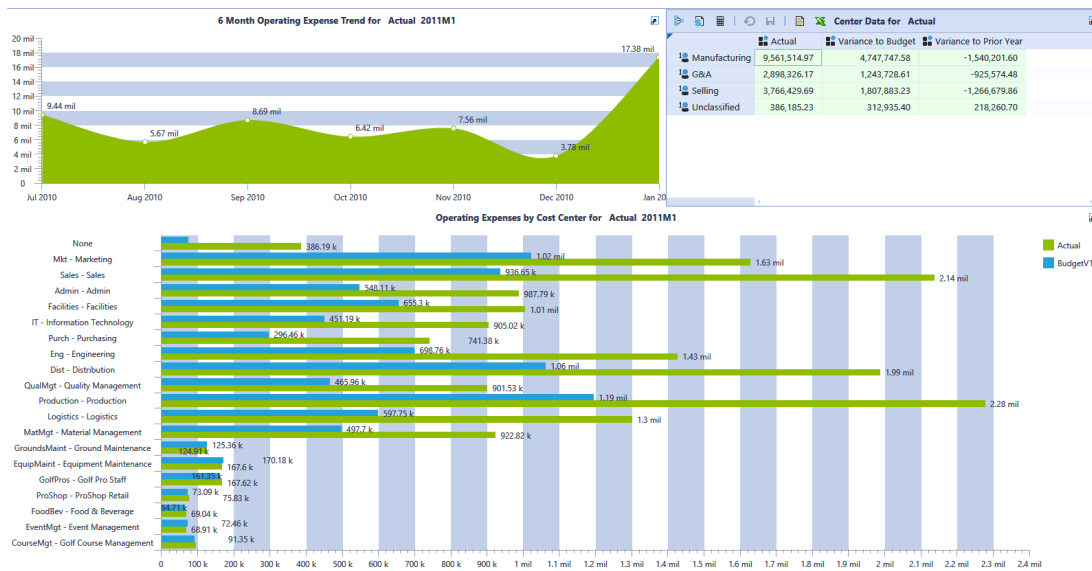 6 Month Operating Expense Trend for Actual 2011M1
20 mil
18 mil
16 mil
14 mil
12 mil
10 mil
8 mil
6 mil
4 mil
2 mil
0
9.44 mil
5.67 mil
8.69 mil
6.42 mil
7.56 mil
3.78 mil
17.38 mil
Jul 2010 Aug 2010 Sep 2010 Oct 2010 Nov 2010 Dec 2010 Jan 20
Center Data for Actual
Actual Variance to Budget Variance to Prior Year
Manufacturing 9,561,514.97 4,747,747.58 -1,540,201.60
G&A 2,898,326.17 1,243,728.61 -925,574.48
Selling 3,766,429.69 1,807,883.23 -1,266,679.86
Unclassified 386,185.23 312,935.40 218,260.70
Operating Expenses by Cost Center for Actual 2011M1
Actual
BudgetV1
None 386.19 k
Mkt - Marketing 1.02 mil 1.63 mil
Sales - Sales 936.65 k 2.14 mil
Admin - Admin 548.11 k 987.79 k
Facilities - Facilities 655.3 k 1.01 mil
IT - Information Technology 451.19 k 905.02 k
Purch - Purchasing 296.46 k 741.38 k
Eng - Engineering 698.76 k 1.43 mil
Dist - Distribution 1.06 mil 1.99 mil
QualMgt - Quality Management 465.96 k 901.53 k
Production - Production 1.19 mil 2.28 mil
Logistics - Logistics 597.75 k 1.3 mil
MatMgt - Material Management 497.7 k 922.82 k
GroundsMaint - Ground Maintenance 125.36 k 124.91 k
EquipMaint - Equipment Maintenance 170.18 k 167.6 k
GolfPros - Golf Pro Staff 161.35 k 167.62 k
ProShop - ProShop Retail 73.09 k 75.83 k
FoodBev - Food & Beverage 64.71 k 69.04 k
EventMgt - Event Management 72.46 k 68.91 k
CourseMgt - Golf Course Management 91.35 k
0 100 k 200 k 300 k 400 k 500 k 600 k 700 k 800 k 900 k 1 mil 1.1 mil 1.2 mil 1.3 mil 1.4 mil 1.5 mil 1.6 mil 1.7 mil 1.8 mil 1.9 mil 2 mil 2.1 mil 2.2 mil 2.3 mil 2.4 mil